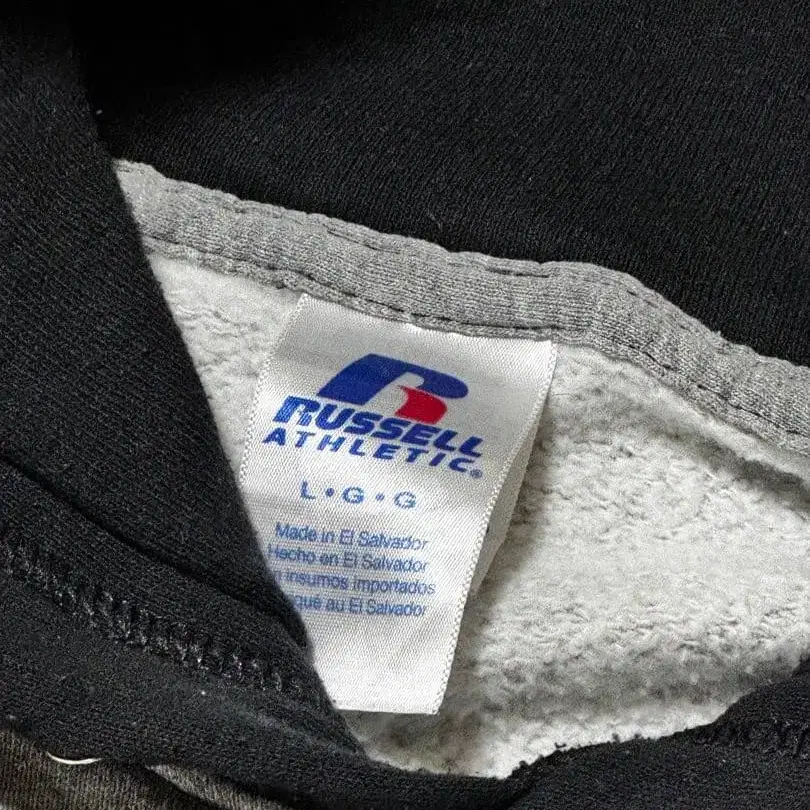 RUSSELL
ATHLETIC®
L•G•G
Made in El Salvador
Hecho en El Salvador
insumos Importados
au El Salvador